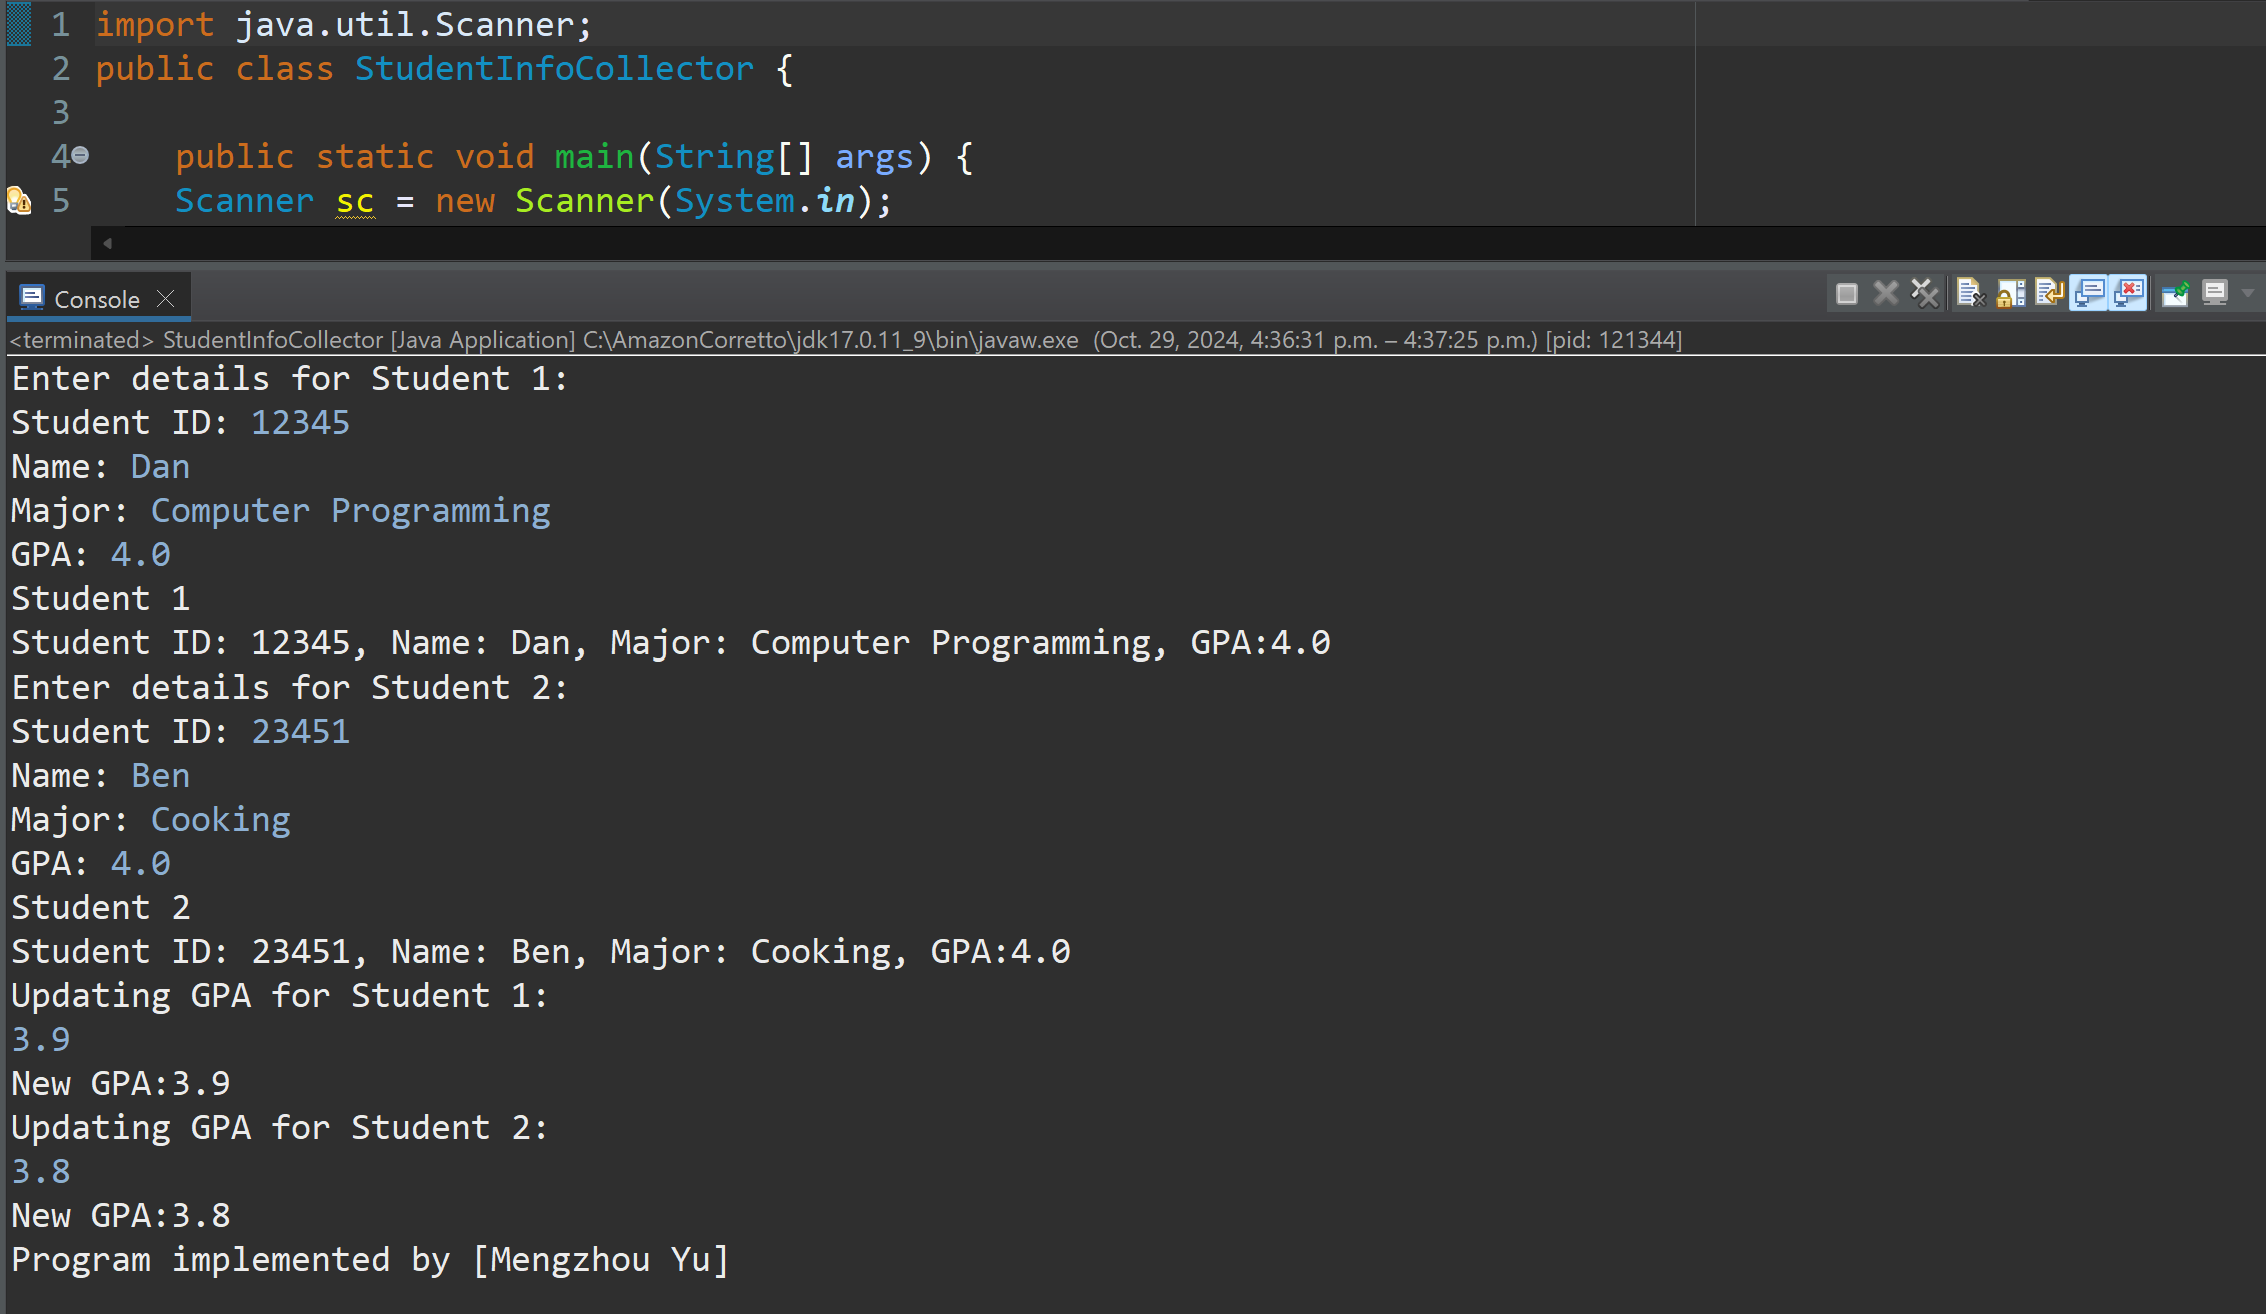 1 import java.util.Scanner;
2 public class StudentInfoCollector {
3
4 public static void main(String[] args) {
5 Scanner sc = new Scanner(System.in);
Console
<terminated> StudentInfoCollector [Java Application] C:\AmazonCorretto\jdk17.0.11_9\bin\javaw.exe (Oct. 29, 2024, 4:36:31 p.m. – 4:37:25 p.m.) [pid: 121344]
Enter details for Student 1:
Student ID: 12345
Name: Dan
Major: Computer Programming
GPA: 4.0
Student 1
Student ID: 12345, Name: Dan, Major: Computer Programming, GPA:4.0
Enter details for Student 2:
Student ID: 23451
Name: Ben
Major: Cooking
GPA: 4.0
Student 2
Student ID: 23451, Name: Ben, Major: Cooking, GPA:4.0
Updating GPA for Student 1:
3.9
New GPA:3.9
Updating GPA for Student 2:
3.8
New GPA:3.8
Program implemented by [Mengzhou Yu]